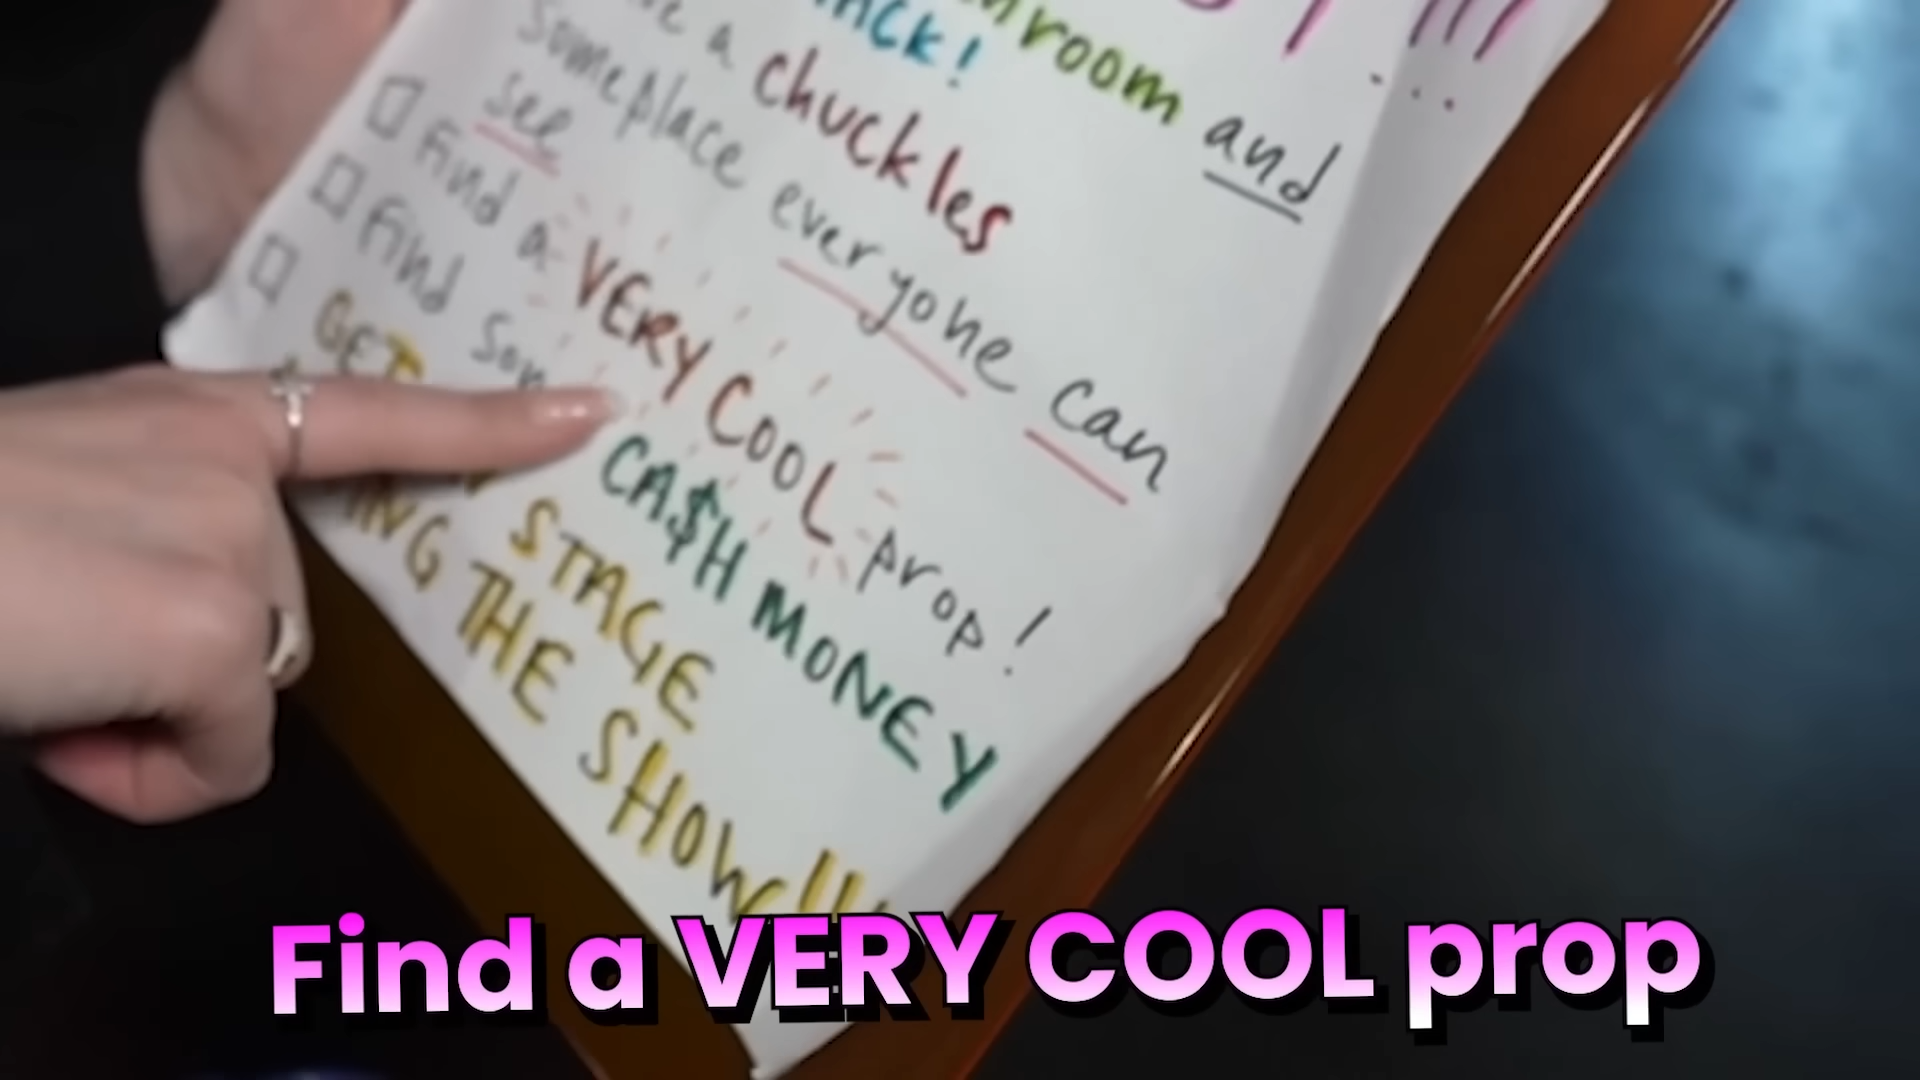 room and
a chuckles
someplace everyone can
see
Find a VERY COOL prop!
Find CA$H MONEY
GET STAGE
THE SHOW!!!
Find a VERY COOL prop